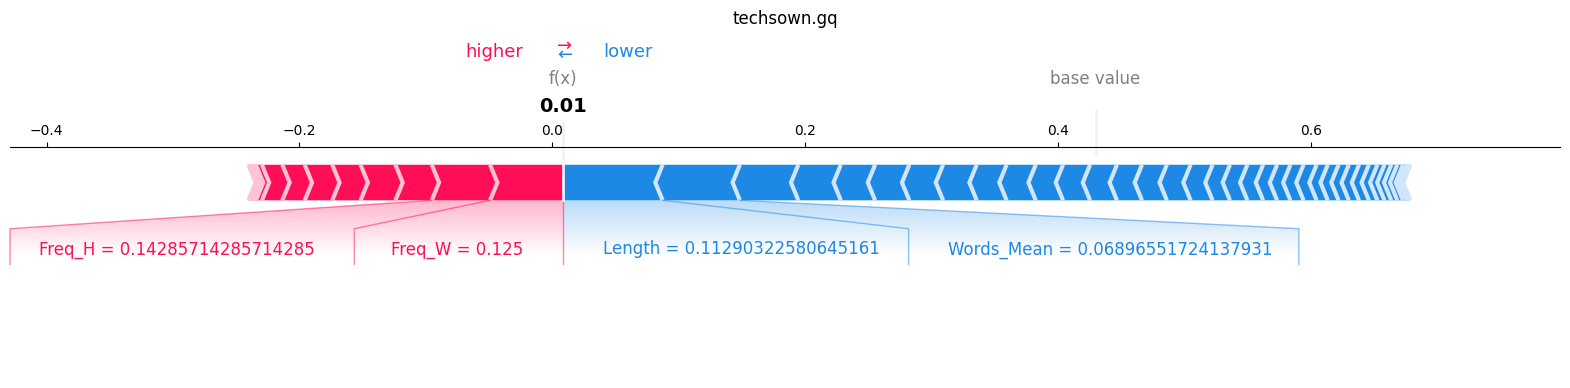 techsown.gq
higher ⇄ lower
f(x) base value
0.01
−0.4 −0.2 0.0 0.2 0.4 0.6
Freq_H = 0.14285714285714285 Freq_W = 0.125 Length = 0.11290322580645161 Words_Mean = 0.06896551724137931